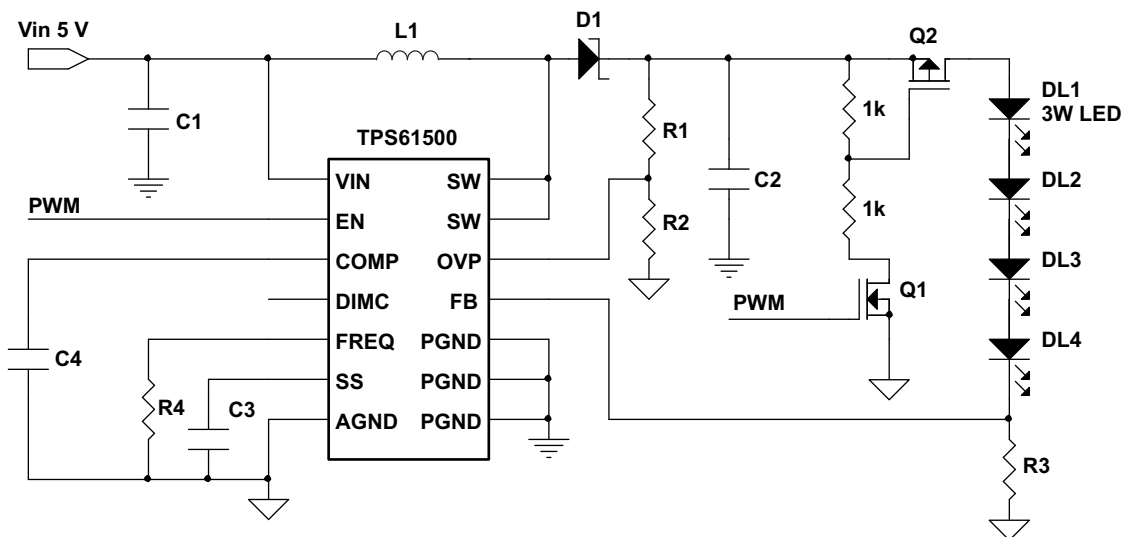 Vin 5 V
L1
D1
Q2
C1
R1
1k
DL1
3W LED
TPS61500
VIN
SW
C2
DL2
PWM
EN
SW
R2
1k
COMP
OVP
DL3
DIMC
FB
PWM
Q1
C4
FREQ
PGND
DL4
R4
C3
SS
PGND
AGND
PGND
R3